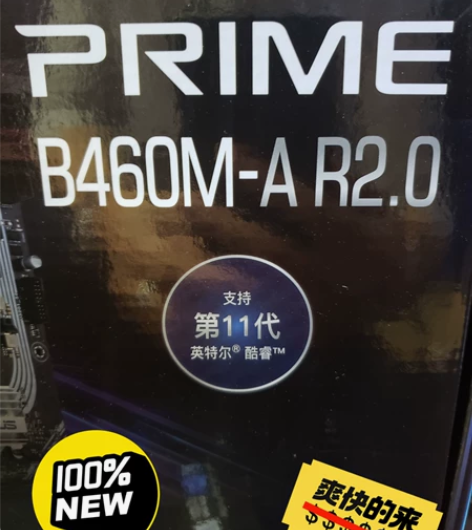 PRIME
B460M-A R2.0
支持
第11代
英特尔® 酷睿™
100%
NEW
爽快的来
$$$$